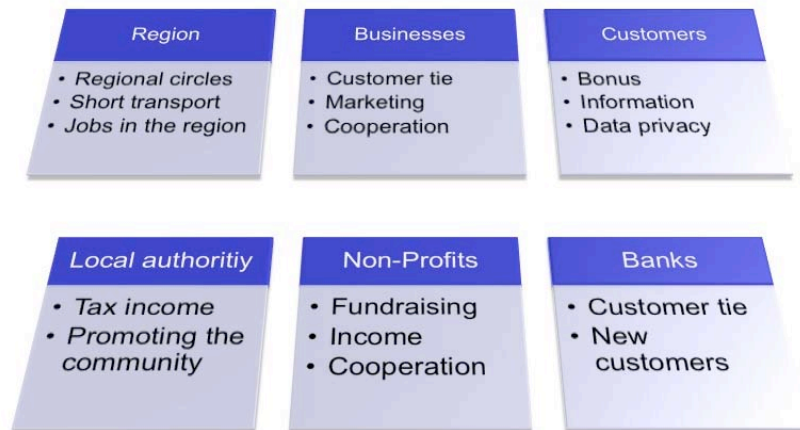 Region
• Regional circles
• Short transport
• Jobs in the region
Businesses
• Customer tie
• Marketing
• Cooperation
Customers
• Bonus
• Information
• Data privacy
Local authoritiy
• Tax income
• Promoting the
community
Non-Profits
• Fundraising
• Income
• Cooperation
Banks
• Customer tie
• New
customers